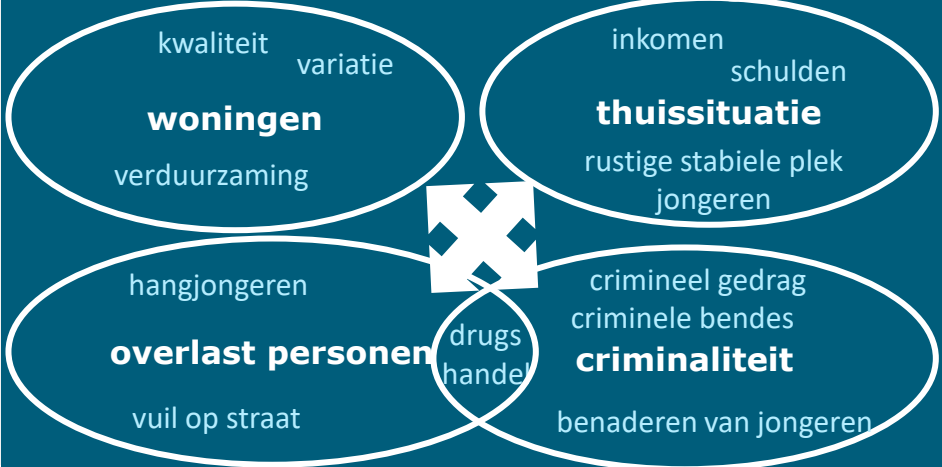 kwaliteit
variatie
woningen
verduurzaming
inkomen
schulden
thuissituatie
rustige stabiele plek
jongeren
hangjongeren
overlast personen
vuil op straat
drugs
handel
crimineel gedrag
criminele bendes
criminaliteit
benaderen van jongeren